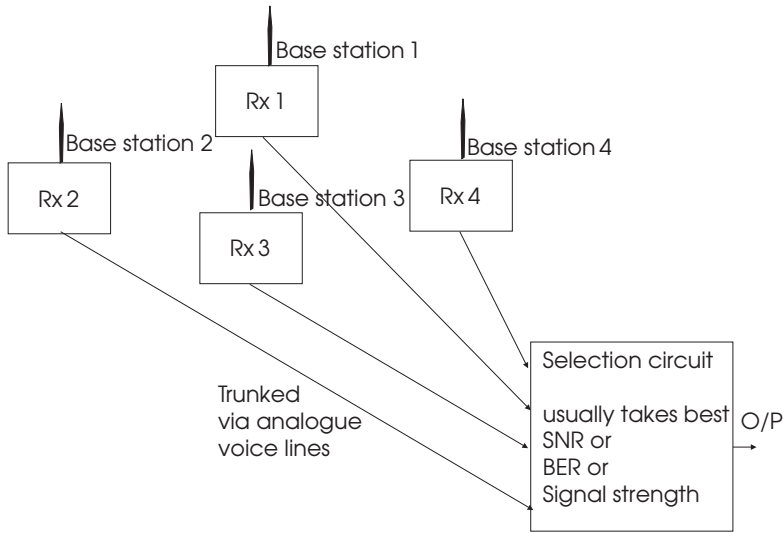 Base station 1
Rx 1
Base station 2
Base station 4
Rx 2
Base station 3
Rx 4
Rx 3
Selection circuit
Trunked
via analogue
voice lines
usually takes best
SNR or
BER or
Signal strength
O/P